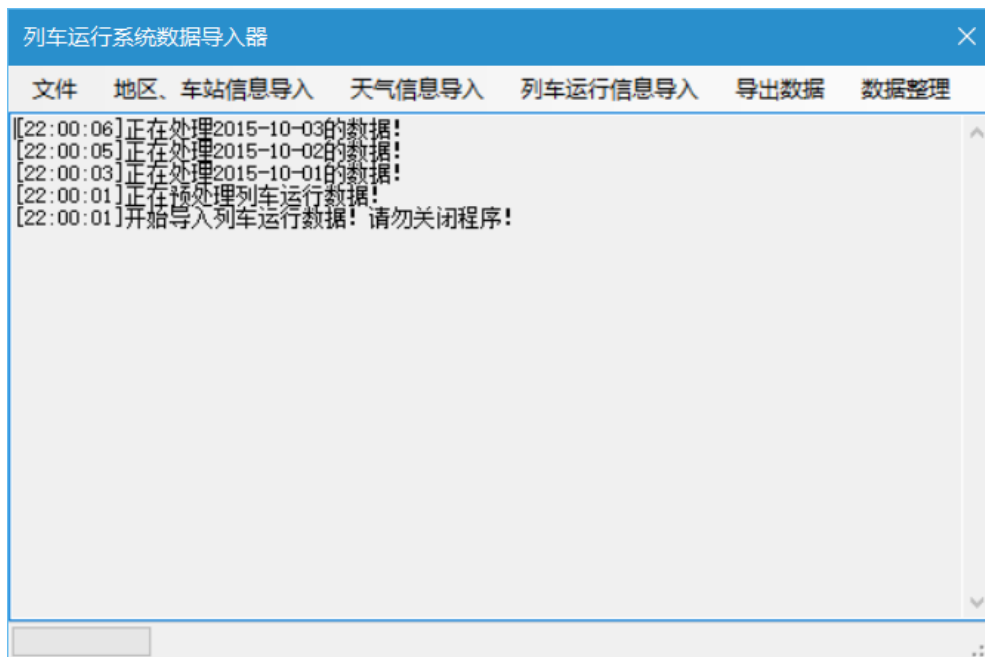 列车运行系统数据导入器
文件 地区、车站信息导入 天气信息导入 列车运行信息导入 导出数据 数据整理
[22:00:06]正在处理2015-10-03的数据!
[22:00:05]正在处理2015-10-02的数据!
[22:00:03]正在处理2015-10-01的数据!
[22:00:01]正在预处理列车运行数据!
[22:00:01]开始导入列车运行数据! 请勿关闭程序!